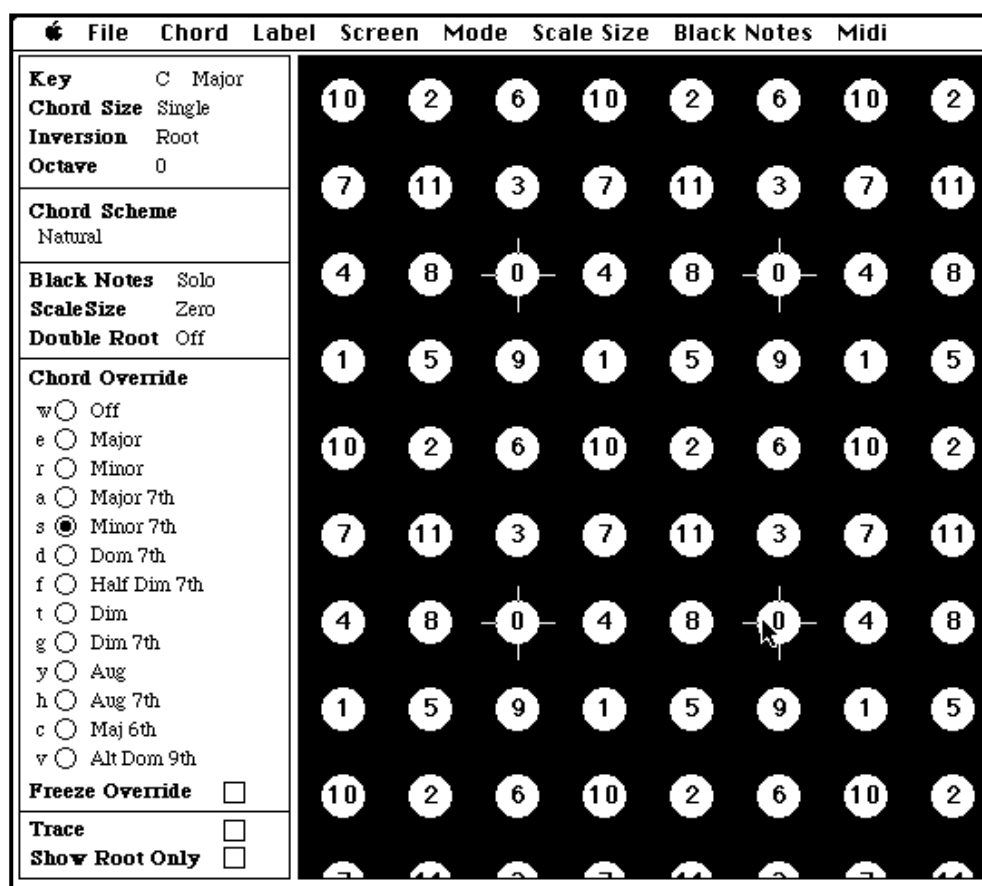 File Chord Label Screen Mode Scale Size Black Notes Midi
Key C Major
Chord Size Single
Inversion Root
Octave 0
Chord Scheme
Natural
Black Notes Solo
ScaleSize Zero
Double Root Off
Chord Override
w Off
e Major
r Minor
a Major 7th
s Minor 7th
d Dom 7th
f Half Dim 7th
t Dim
g Dim 7th
y Aug
h Aug 7th
c Maj 6th
v Alt Dom 9th
Freeze Override
Trace
Show Root Only
10 2 6 10 2 6 10 2
7 11 3 7 11 3 7 11
4 8 0 4 8 0 4 8
1 5 9 1 5 9 1 5
10 2 6 10 2 6 10 2
7 11 3 7 11 3 7 11
4 8 0 4 8 0 4 8
1 5 9 1 5 9 1 5
10 2 6 10 2 6 10 2